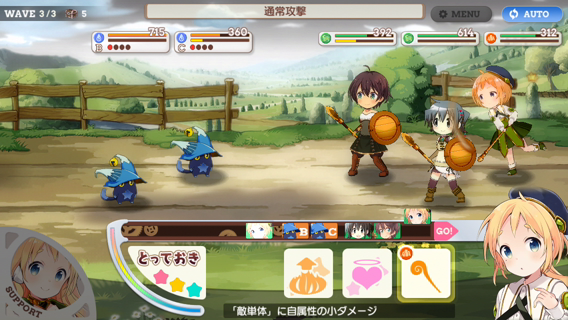 WAVE 3/3 5
通常攻撃
MENU
AUTO
715
B
360
C
392
614
312
B
C
GO!
とっておき
SUPPORT
「敵単体」に自属性の小ダメージ